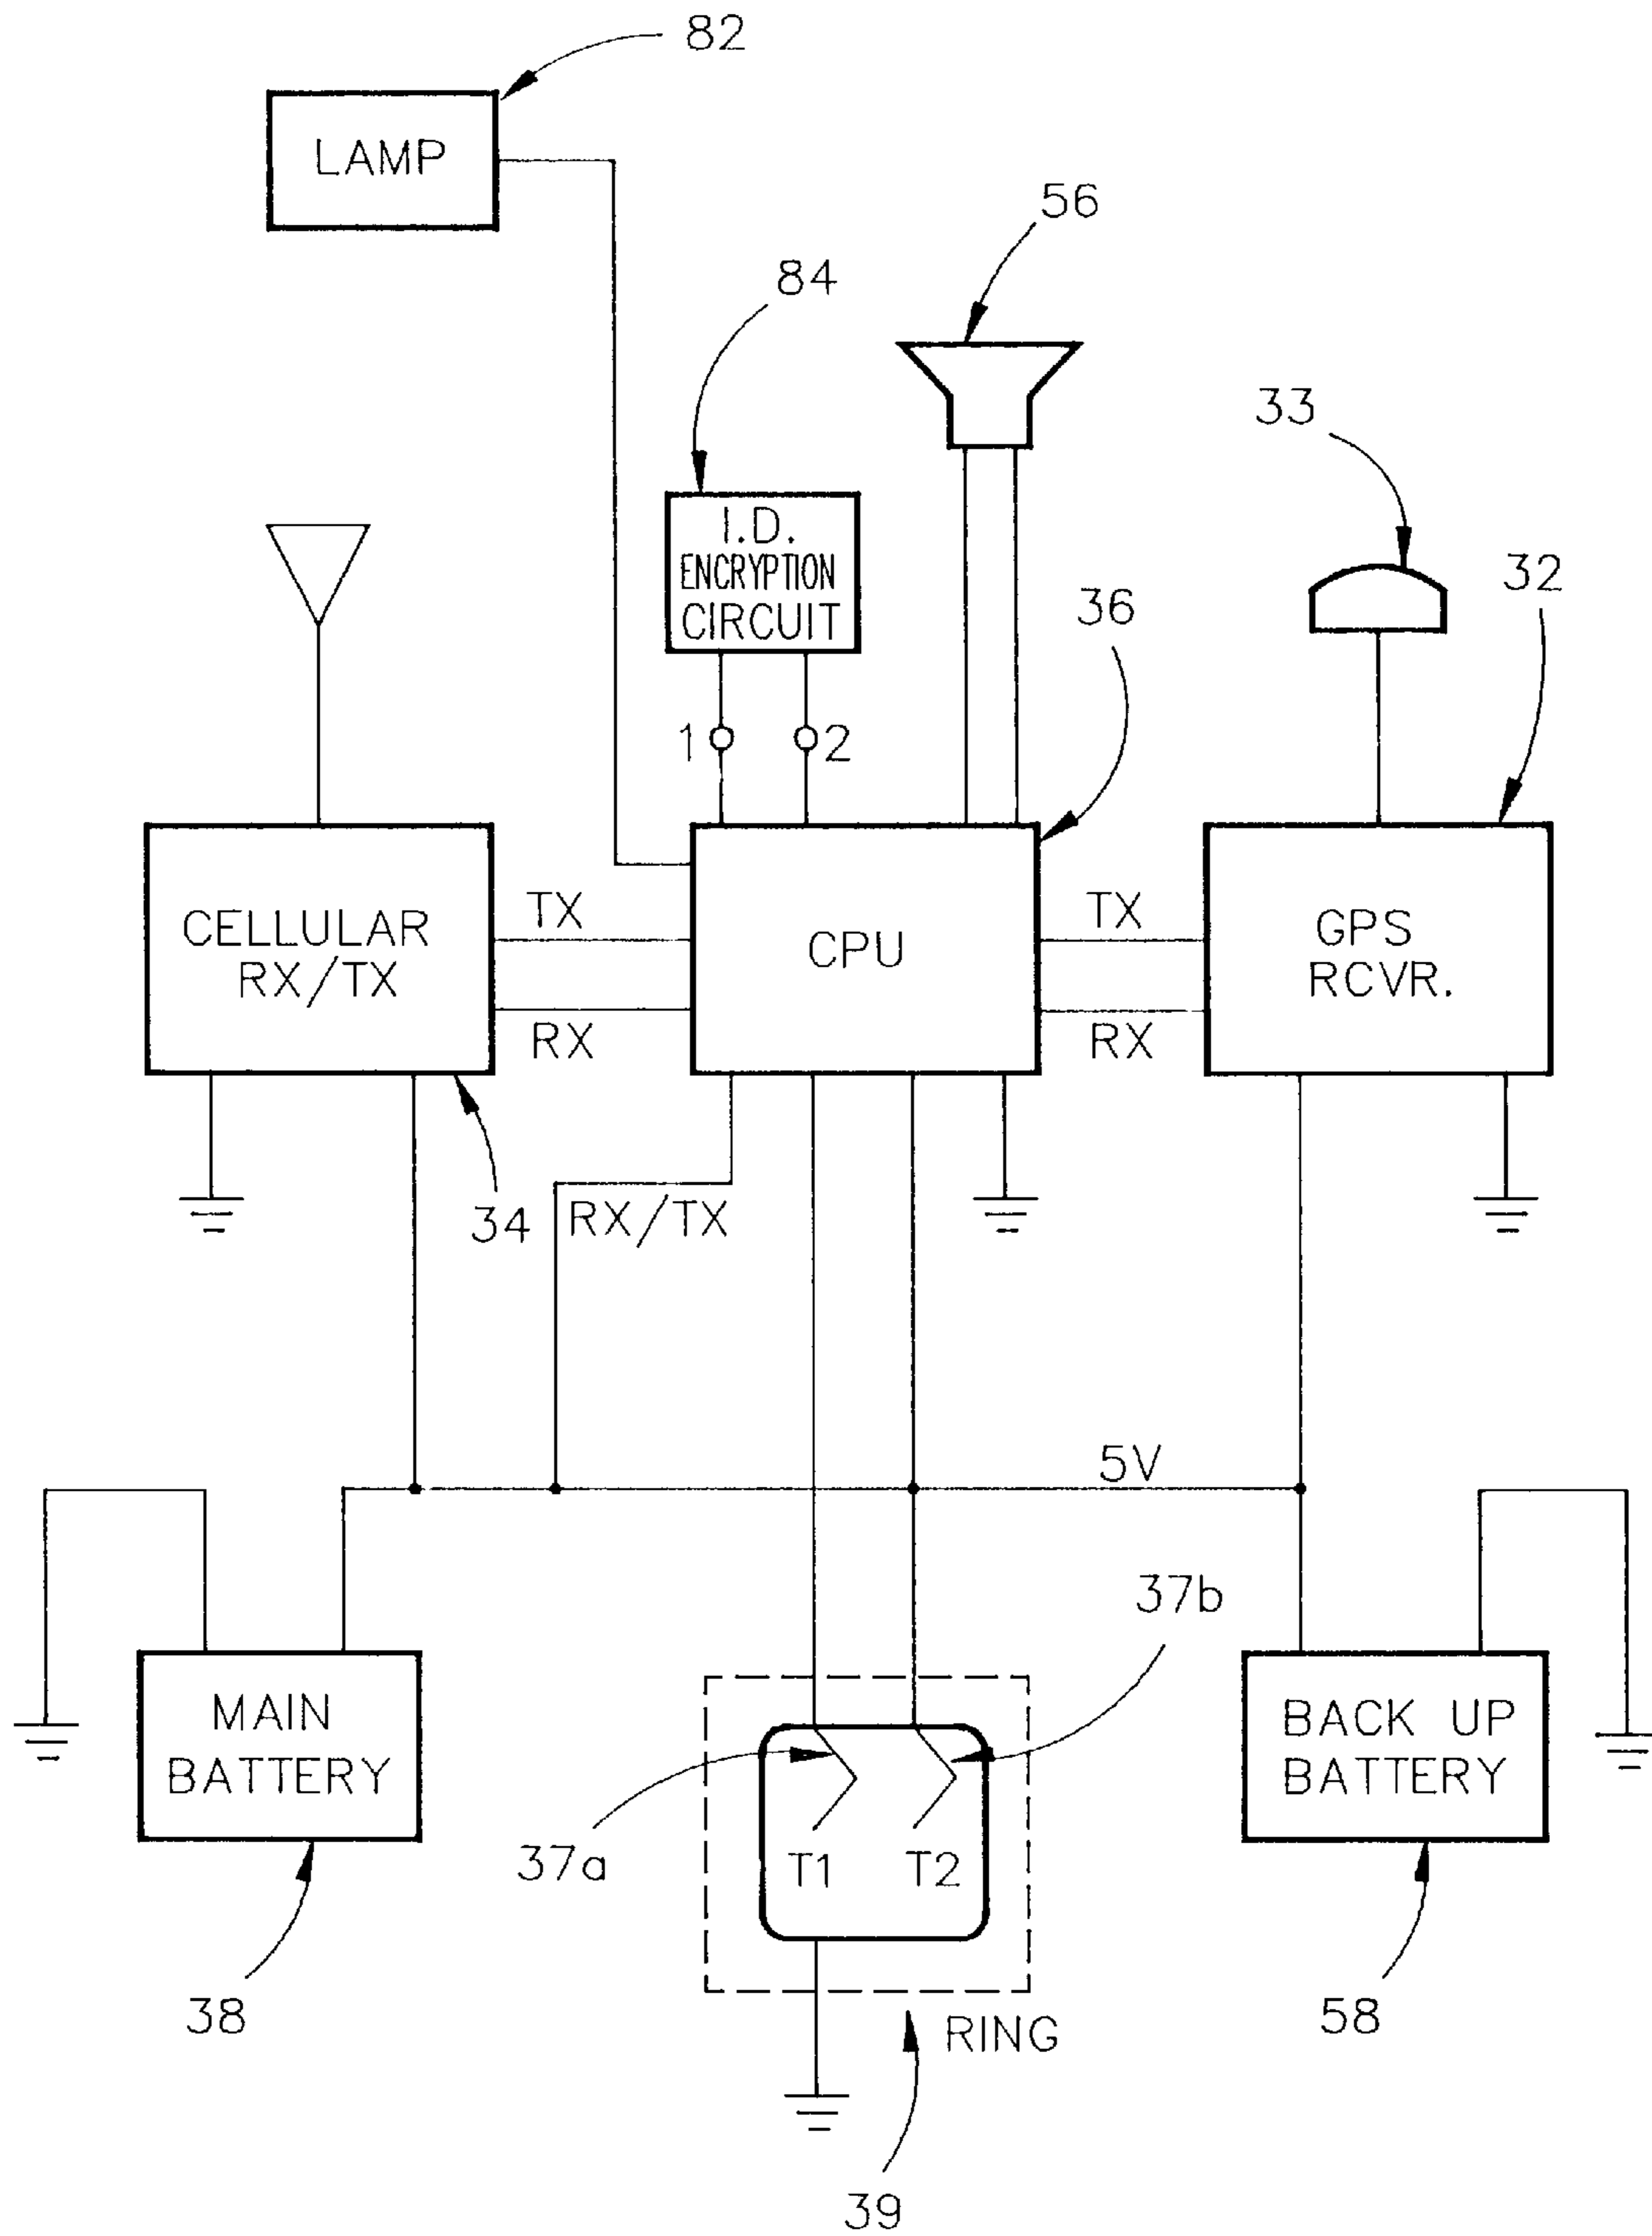 82
LAMP
56
84
33
I.D.
ENCRYPTION
CIRCUIT
32
36
1
2
CELLULAR
RX/TX
TX
RX
CPU
TX
RX
GPS
RCVR.
34
RX/TX
5V
37b
MAIN
BATTERY
BACK UP
BATTERY
37a
T1
T2
38
RING
58
39